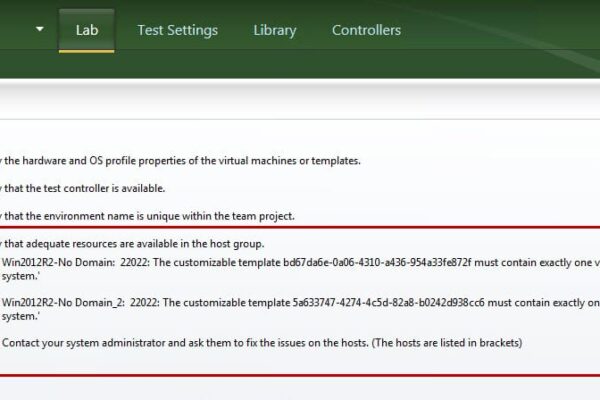 Lab Test Settings Library Controllers
the hardware and OS profile properties of the virtual machines or templates.
that the test controller is available.
that the environment name is unique within the team project.
that adequate resources are available in the host group.
Win2012R2-No Domain: 22022: The customizable template bd67da6e-0a06-4310-a436-954a33fe872f must contain exactly one v
system.'
Win2012R2-No Domain_2: 22022: The customizable template 5a633747-4274-4c5d-82a8-b0242d938cc6 must contain exactly on
system.'
Contact your system administrator and ask them to fix the issues on the hosts. (The hosts are listed in brackets)